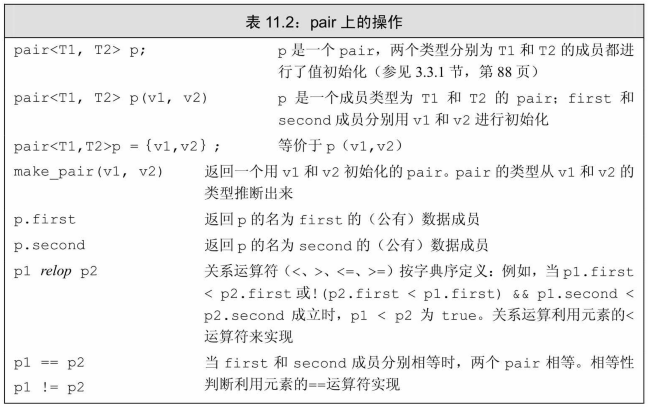 表 11.2：pair 上的操作
pair<T1, T2> p; p是一个 pair，两个类型分别为 T1 和 T2 的成员都进
行了值初始化（参见 3.3.1 节，第 88 页）
pair<T1, T2> p(v1, v2) p 是一个成员类型为 T1 和 T2 的 pair；first 和
second 成员分别用 v1 和 v2 进行初始化
pair<T1,T2>p = {v1,v2} ; 等价于 p（v1,v2）
make_pair(v1, v2) 返回一个用 v1 和 v2 初始化的 pair。pair 的类型从 v1 和 v2 的
类型推断出来
p.first 返回 p 的名为 first 的（公有）数据成员
p.second 返回 p 的名为 second 的（公有）数据成员
p1 relop p2 关系运算符（<、>、<=、>=）按字典序定义：例如，当 p1.first
< p2.first 或!(p2.first < p1.first) && p1.second <
p2.second 成立时，p1 < p2 为 true。关系运算利用元素的<
运算符来实现
p1 == p2 当 first 和 second 成员分别相等时，两个 pair 相等。相等性
p1 != p2 判断利用元素的==运算符实现